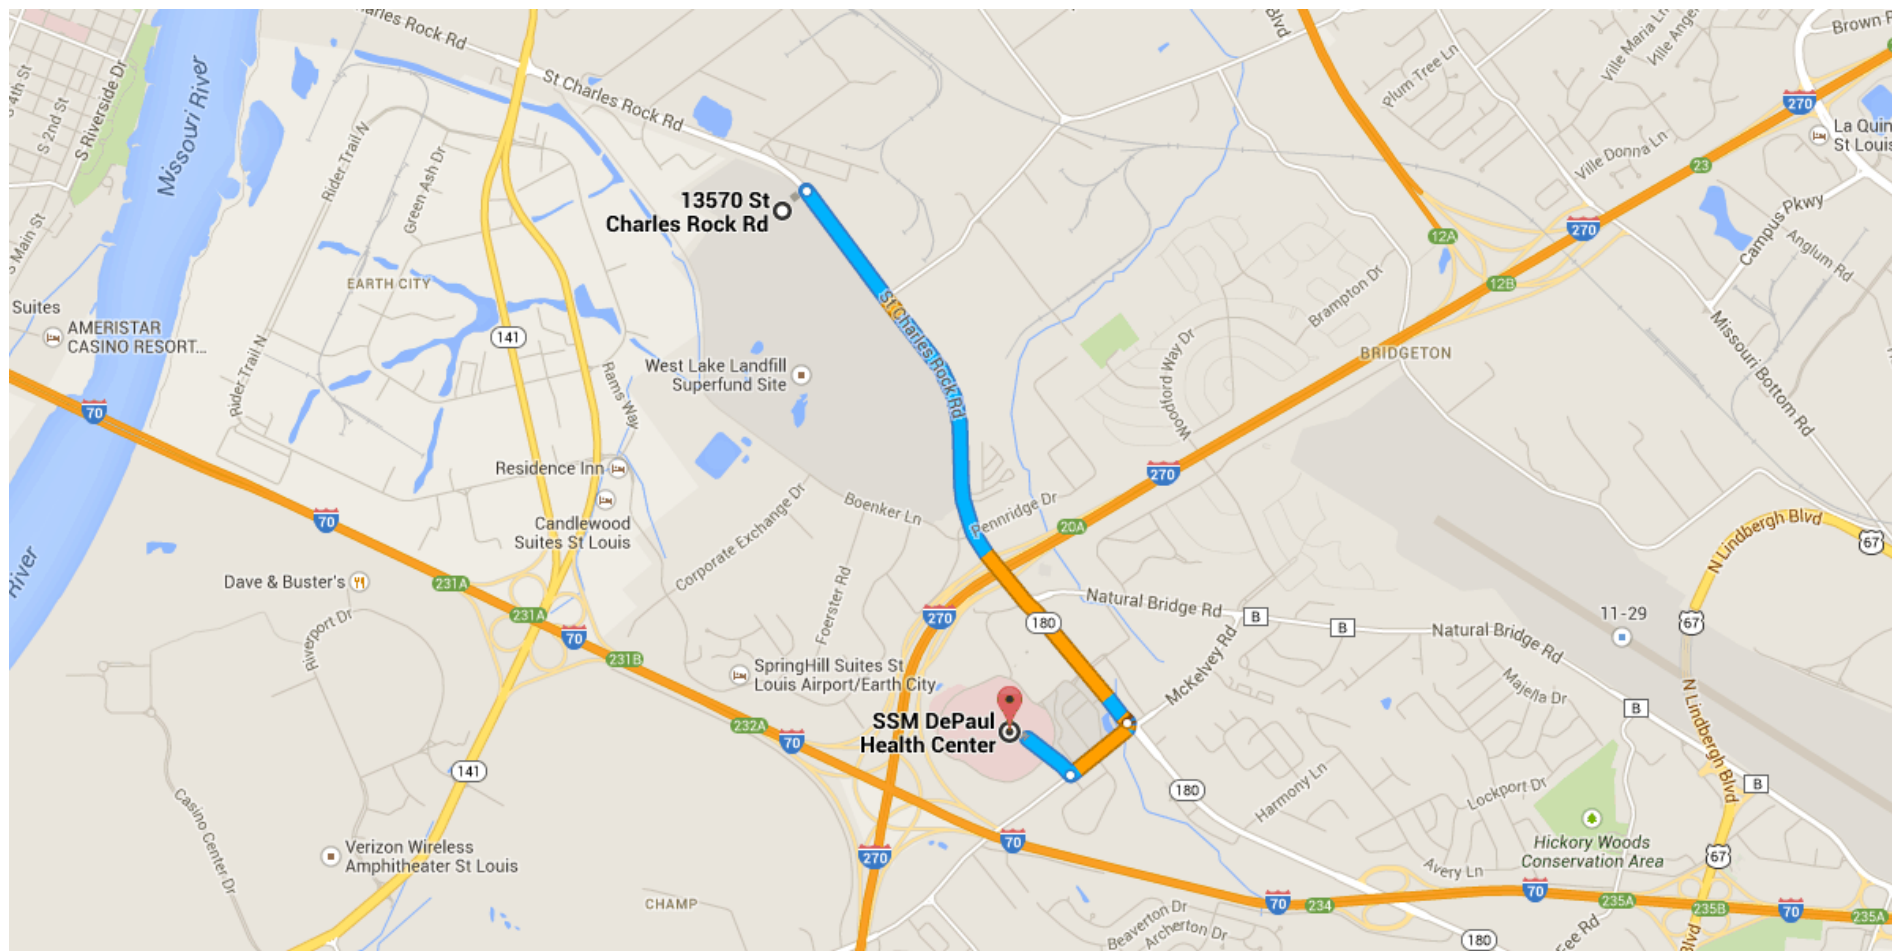 Charles Rock Rd
Blvd
Brown
Ville Maria Ln
Ville Ange
S 4th St
S 2nd St
S Riverside Dr
Missouri River
St Charles Rock Rd
Plum Tree Ln
270
La Quin
St Louis
Rider Trail N
Green Ash Dr
Ville Donna Ln
23
13570 St
Charles Rock Rd
Campus Pkwy
Main St
12A
270
Anglum Rd
EARTH CITY
12B
Brampton Dr
Suites
AMERISTAR
CASINO RESORT...
141
St Charles Rock Rd
Woodford Way Dr
BRIDGETON
Missouri Bottom Rd
Rider Trail N
Rams Way
West Lake Landfill
Superfund Site
70
Residence Inn
270
Candlewood
Suites St Louis
Boenker Ln
Pennridge Dr
20A
70
Corporate Exchange Dr
N Lindbergh Blvd
67
River
Dave & Buster's
231A
Foerster Rd
Natural Bridge Rd
231A
270
180
B
B
11-29
67
Riverport Dr
70
231B
McKelvey Rd
Natural Bridge Rd
SpringHill Suites St
Louis Airport/Earth City
Majella Dr
B
N Lindbergh Blvd
SSM DePaul
Health Center
232A
70
141
180
Harmony Ln
Lockport Dr
B
Casino Center Dr
Verizon Wireless
Amphitheater St Louis
270
70
Hickory Woods
Conservation Area
67
Avery Ln
CHAMP
70
234
70
235A
235B
70
235A
Beaverton Dr
Archerton Dr
180
Fee Rd
Blvd